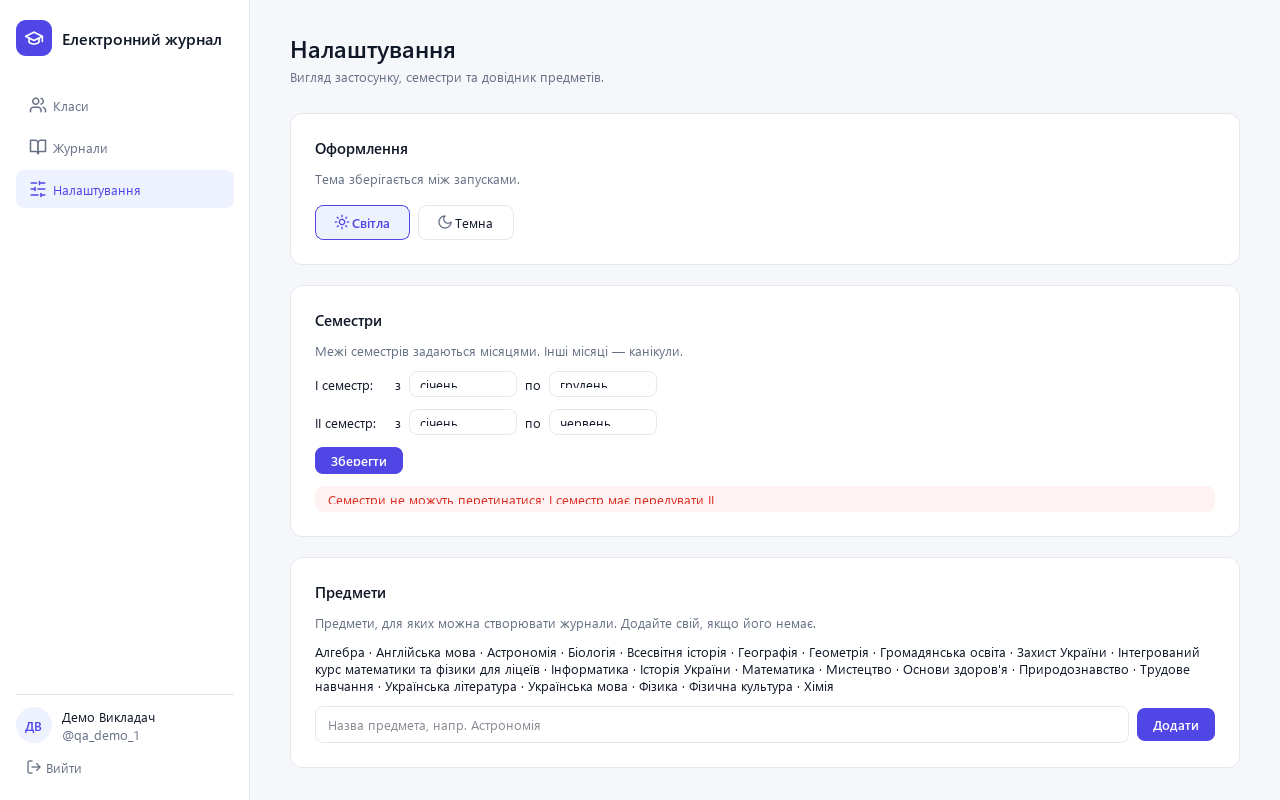 Електронний журнал
Класи
Журнали
Налаштування
Демо Викладач
ДВ
@qa_demo_1
Вийти
Налаштування
Вигляд застосунку, семестри та довідник предметів.
Оформлення
Тема зберігається між запусками.
Світла
Темна
Семестри
Межі семестрів задаються місяцями. Інші місяці — канікули.
І семестр: з січень по грудень
ІІ семестр: з січень по червень
Зберегти
Семестри не можуть перетинатися: І семестр має передувати ІІ
Предмети
Предмети, для яких можна створювати журнали. Додайте свій, якщо його немає.
Алгебра · Англійська мова · Астрономія · Біологія · Всесвітня історія · Географія · Геометрія · Громадянська освіта · Захист України · Інтегрований
курс математики та фізики для ліцеїв · Інформатика · Історія України · Математика · Мистецтво · Основи здоров'я · Природознавство · Трудове
навчання · Українська література · Українська мова · Фізика · Фізична культура · Хімія
Назва предмета, напр. Астрономія
Додати